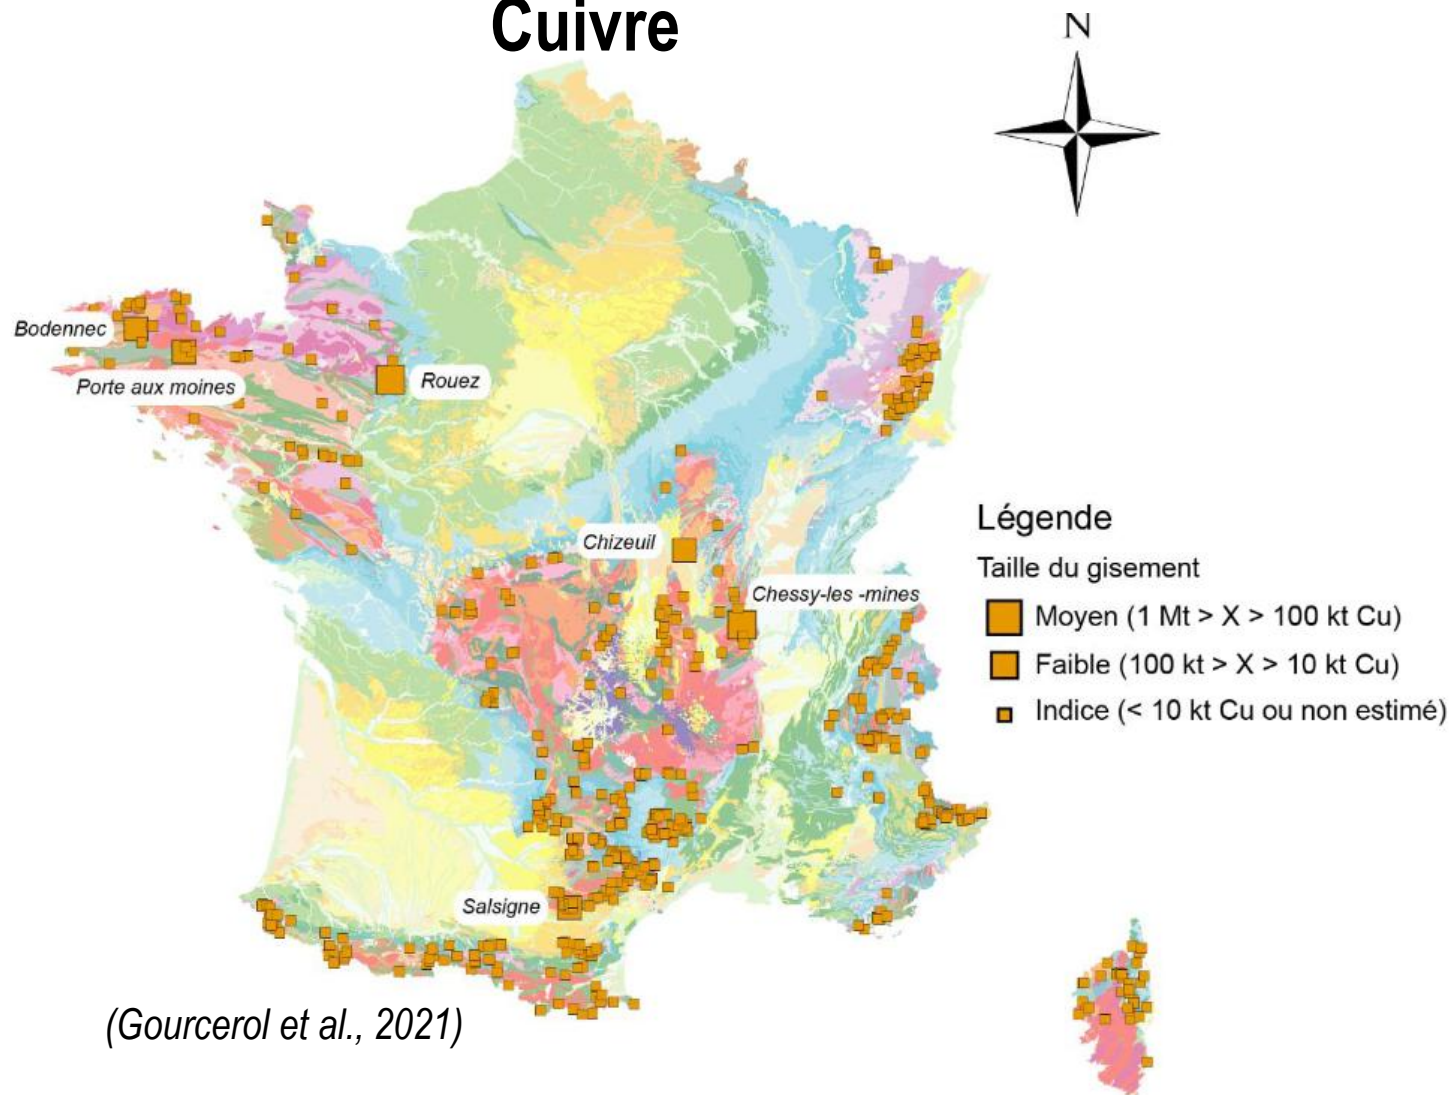 Cuivre
N
Bodennec
Porte aux moines
Rouez
Chizeuil
Chessy-les -mines
Salsigne
Légende
Taille du gisement
Moyen (1 Mt > X > 100 kt Cu)
Faible (100 kt > X > 10 kt Cu)
Indice (< 10 kt Cu ou non estimé)
(Gourcerol et al., 2021)